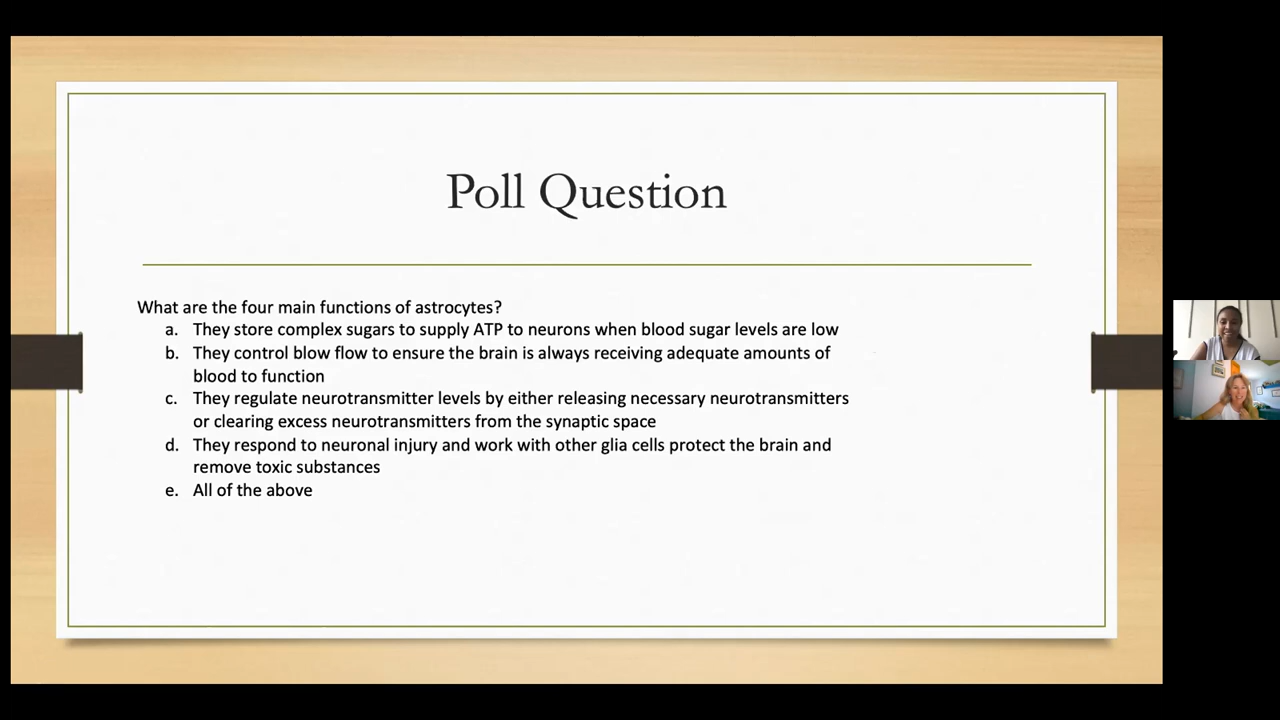 Poll Question
What are the four main functions of astrocytes?
a. They store complex sugars to supply ATP to neurons when blood sugar levels are low
b. They control blow flow to ensure the brain is always receiving adequate amounts of
blood to function
c. They regulate neurotransmitter levels by either releasing necessary neurotransmitters
or clearing excess neurotransmitters from the synaptic space
d. They respond to neuronal injury and work with other glia cells protect the brain and
remove toxic substances
e. All of the above